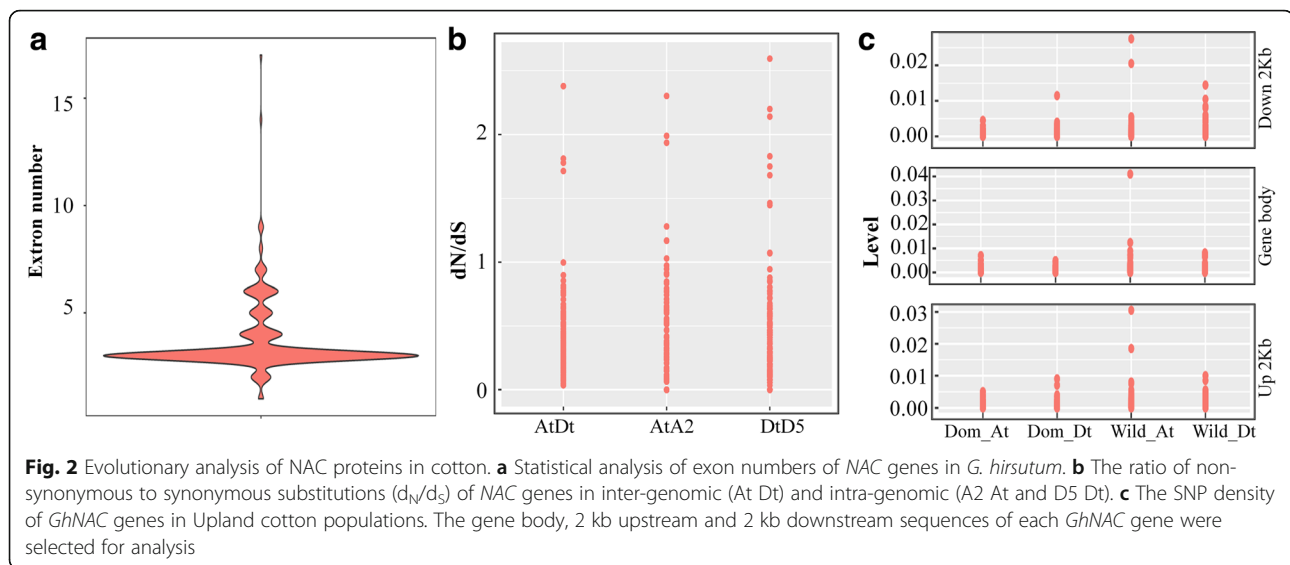 a
Extron number
15
10
5
b
dN/dS
2
1
0
AtDt
AtA2
DtD5
c
Level
0.02
0.01
0.00
Down 2Kb
0.04
0.03
0.02
0.01
0.00
Gene body
0.03
0.02
0.01
0.00
Up 2Kb
Dom_At
Dom_Dt
Wild_At
Wild_Dt
Fig. 2 Evolutionary analysis of NAC proteins in cotton. a Statistical analysis of exon numbers of NAC genes in G. hirsutum. b The ratio of non-
synonymous to synonymous substitutions (dN/dS) of NAC genes in inter-genomic (At Dt) and intra-genomic (A2 At and D5 Dt). c The SNP density
of GhNAC genes in Upland cotton populations. The gene body, 2 kb upstream and 2 kb downstream sequences of each GhNAC gene were
selected for analysis